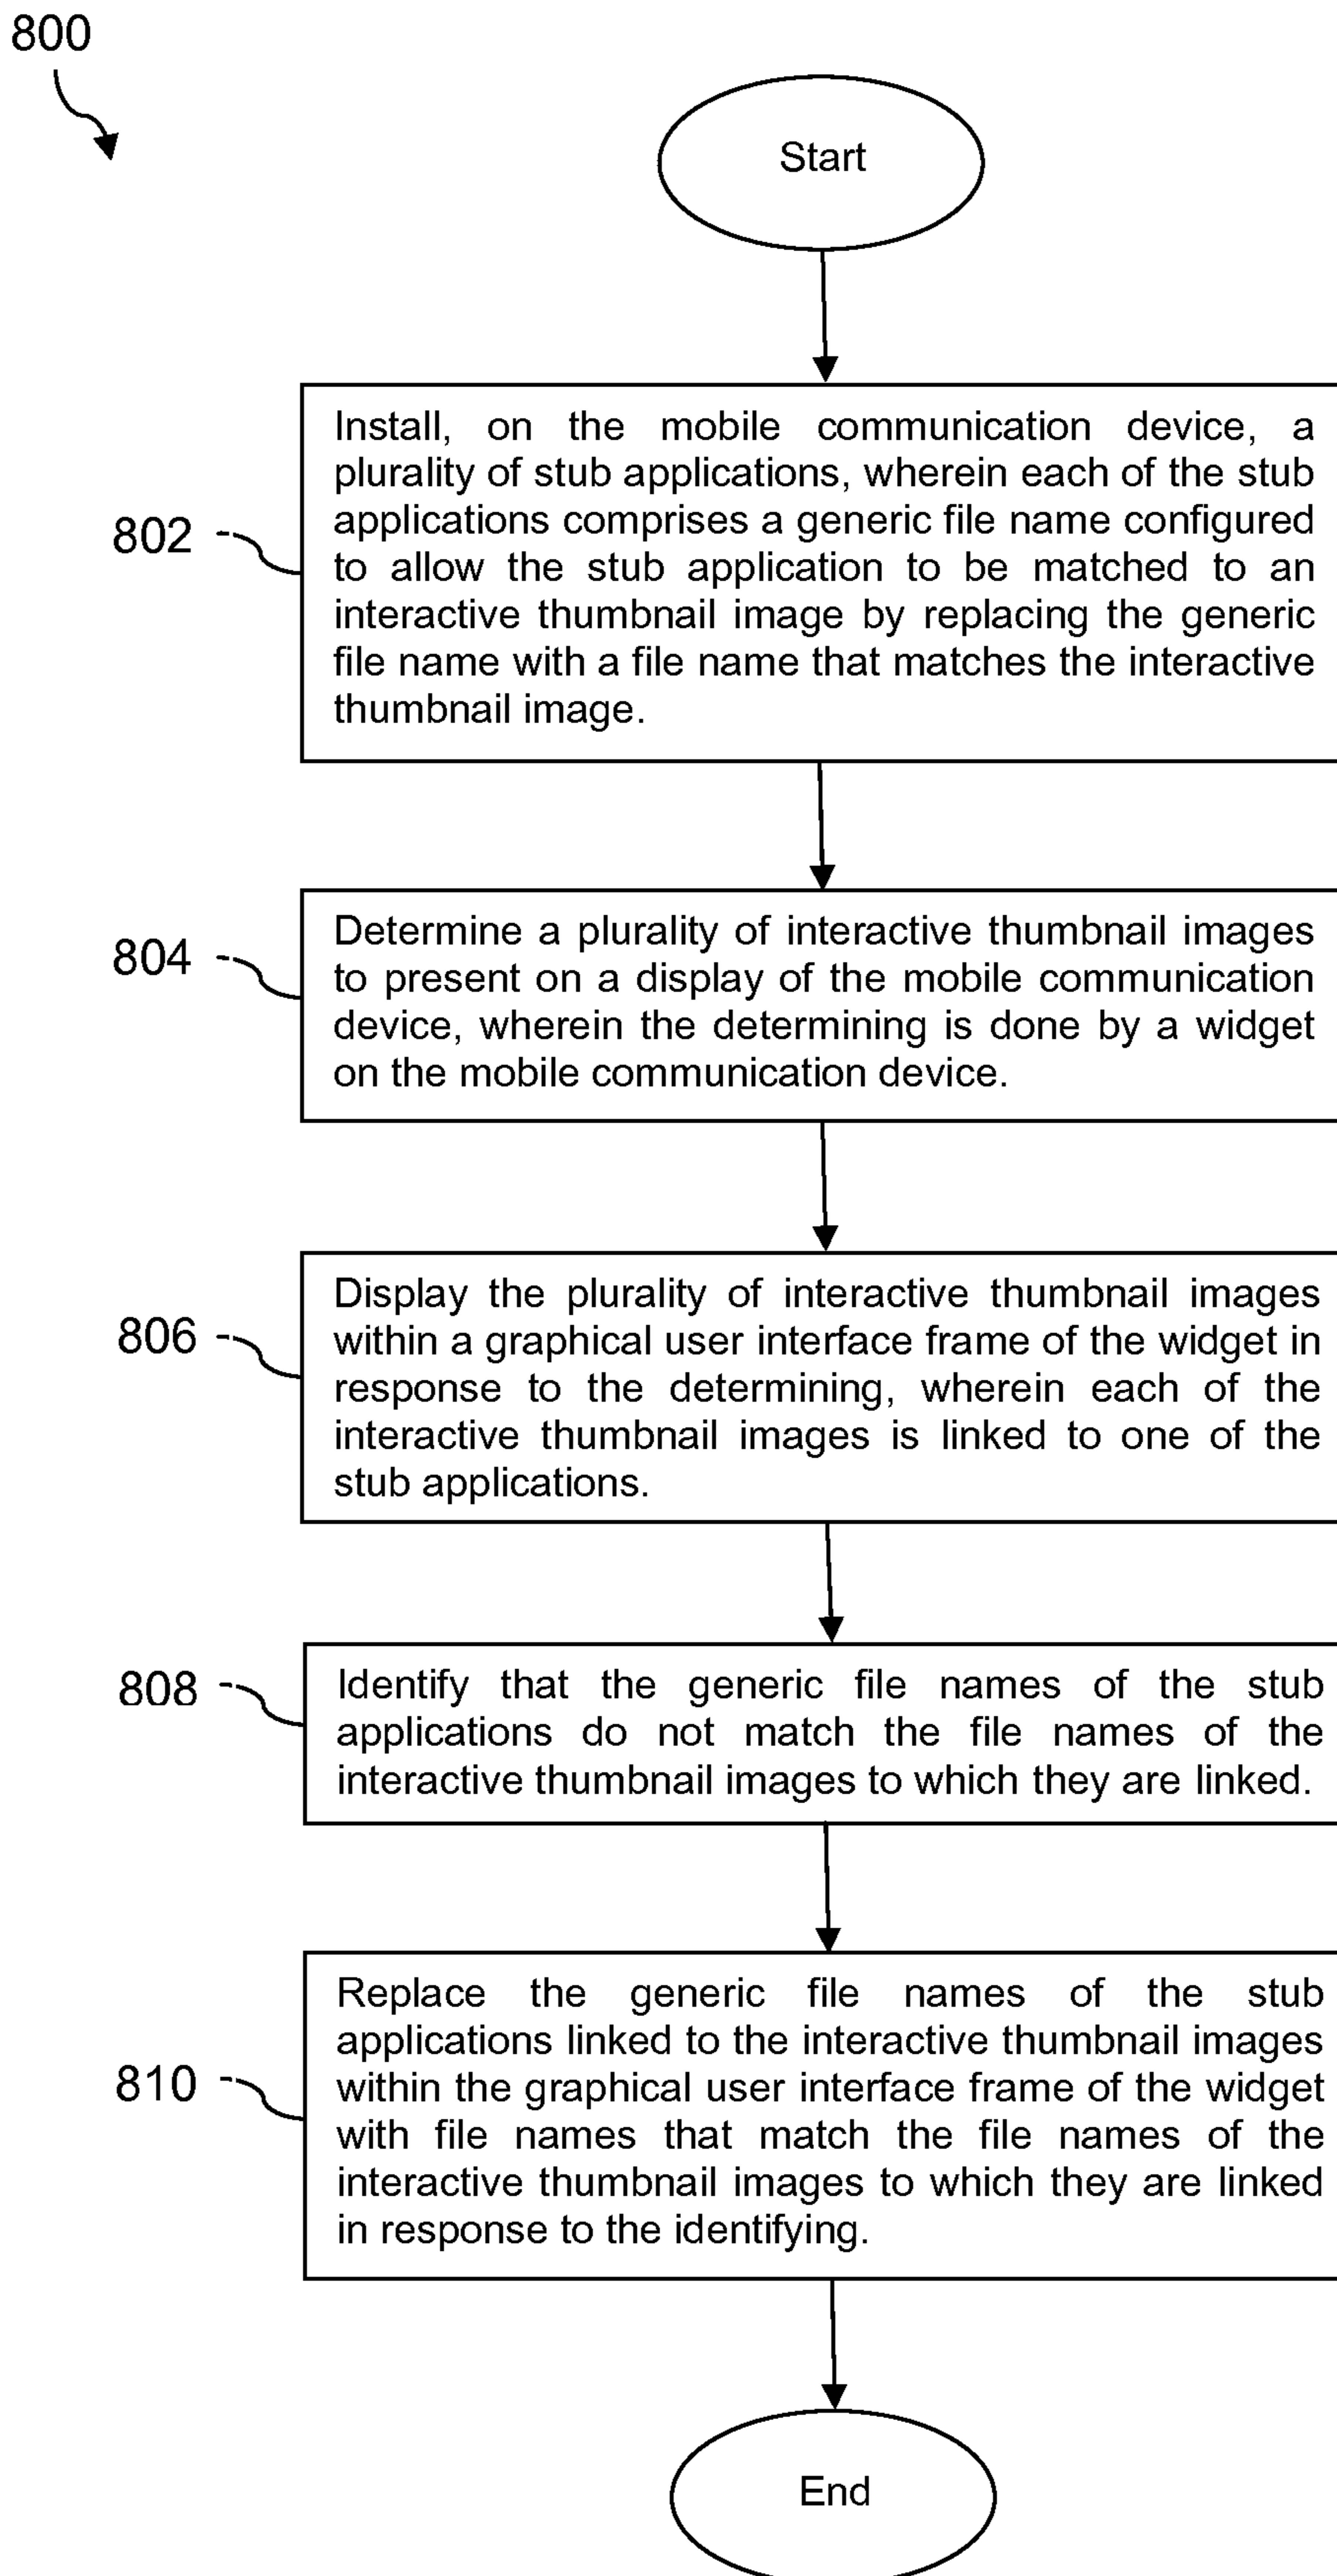 800
Start
802
Install, on the mobile communication device, a
plurality of stub applications, wherein each of the stub
applications comprises a generic file name configured
to allow the stub application to be matched to an
interactive thumbnail image by replacing the generic
file name with a file name that matches the interactive
thumbnail image.
804
Determine a plurality of interactive thumbnail images
to present on a display of the mobile communication
device, wherein the determining is done by a widget
on the mobile communication device.
806
Display the plurality of interactive thumbnail images
within a graphical user interface frame of the widget in
response to the determining, wherein each of the
interactive thumbnail images is linked to one of the
stub applications.
808
Identify that the generic file names of the stub
applications do not match the file names of the
interactive thumbnail images to which they are linked.
810
Replace the generic file names of the stub
applications linked to the interactive thumbnail images
within the graphical user interface frame of the widget
with file names that match the file names of the
interactive thumbnail images to which they are linked
in response to the identifying.
End